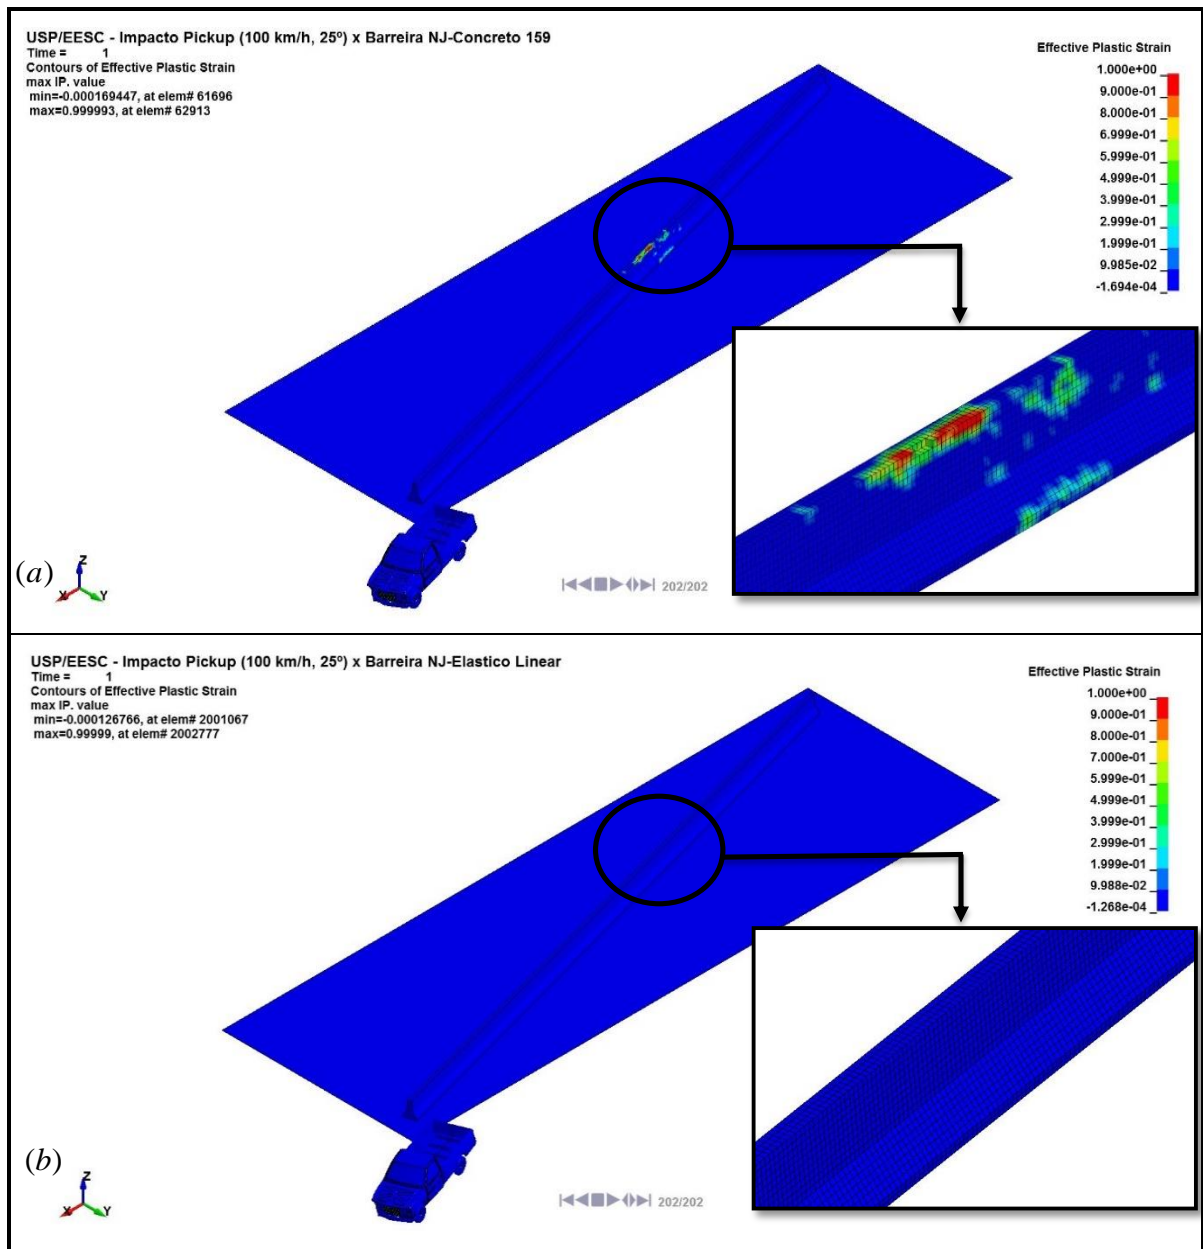 USP/EESC - Impacto Pickup (100 km/h, 25º) x Barreira NJ-Concreto 159
Time = 1
Contours of Effective Plastic Strain
max IP. value
min=-0.000169447, at elem# 61696
max=0.999993, at elem# 62913
Effective Plastic Strain
1.000e+00
9.000e-01
8.000e-01
6.999e-01
5.999e-01
4.999e-01
3.999e-01
2.999e-01
1.999e-01
9.985e-02
-1.694e-04
(a)
Z
X
Y
202/202
USP/EESC - Impacto Pickup (100 km/h, 25º) x Barreira NJ-Elastico Linear
Time = 1
Contours of Effective Plastic Strain
max IP. value
min=-0.000126766, at elem# 2001067
max=0.99999, at elem# 2002777
Effective Plastic Strain
1.000e+00
9.000e-01
8.000e-01
7.000e-01
5.999e-01
4.999e-01
3.999e-01
2.999e-01
1.999e-01
9.988e-02
-1.268e-04
(b)
Z
X
Y
202/202